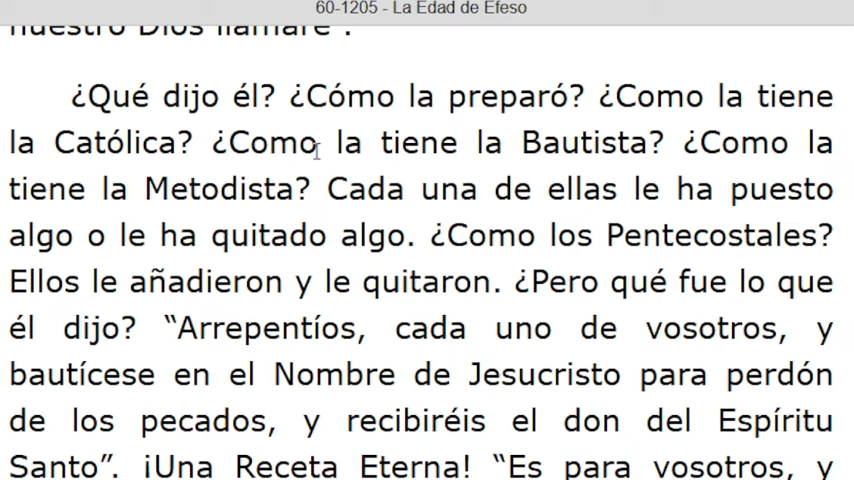 60-1205 - La Edad de Efeso
nuestro Dios llamare".
¿Qué dijo él? ¿Cómo la preparó? ¿Como la tiene
la Católica? ¿Como la tiene la Bautista? ¿Como la
tiene la Metodista? Cada una de ellas le ha puesto
algo o le ha quitado algo. ¿Como los Pentecostales?
Ellos le añadieron y le quitaron. ¿Pero qué fue lo que
él dijo? “Arrepentíos, cada uno de vosotros, y
bautícese en el Nombre de Jesucristo para perdón
de los pecados, y recibiréis el don del Espíritu
Santo”. ¡Una Receta Eterna! “Es para vosotros, y